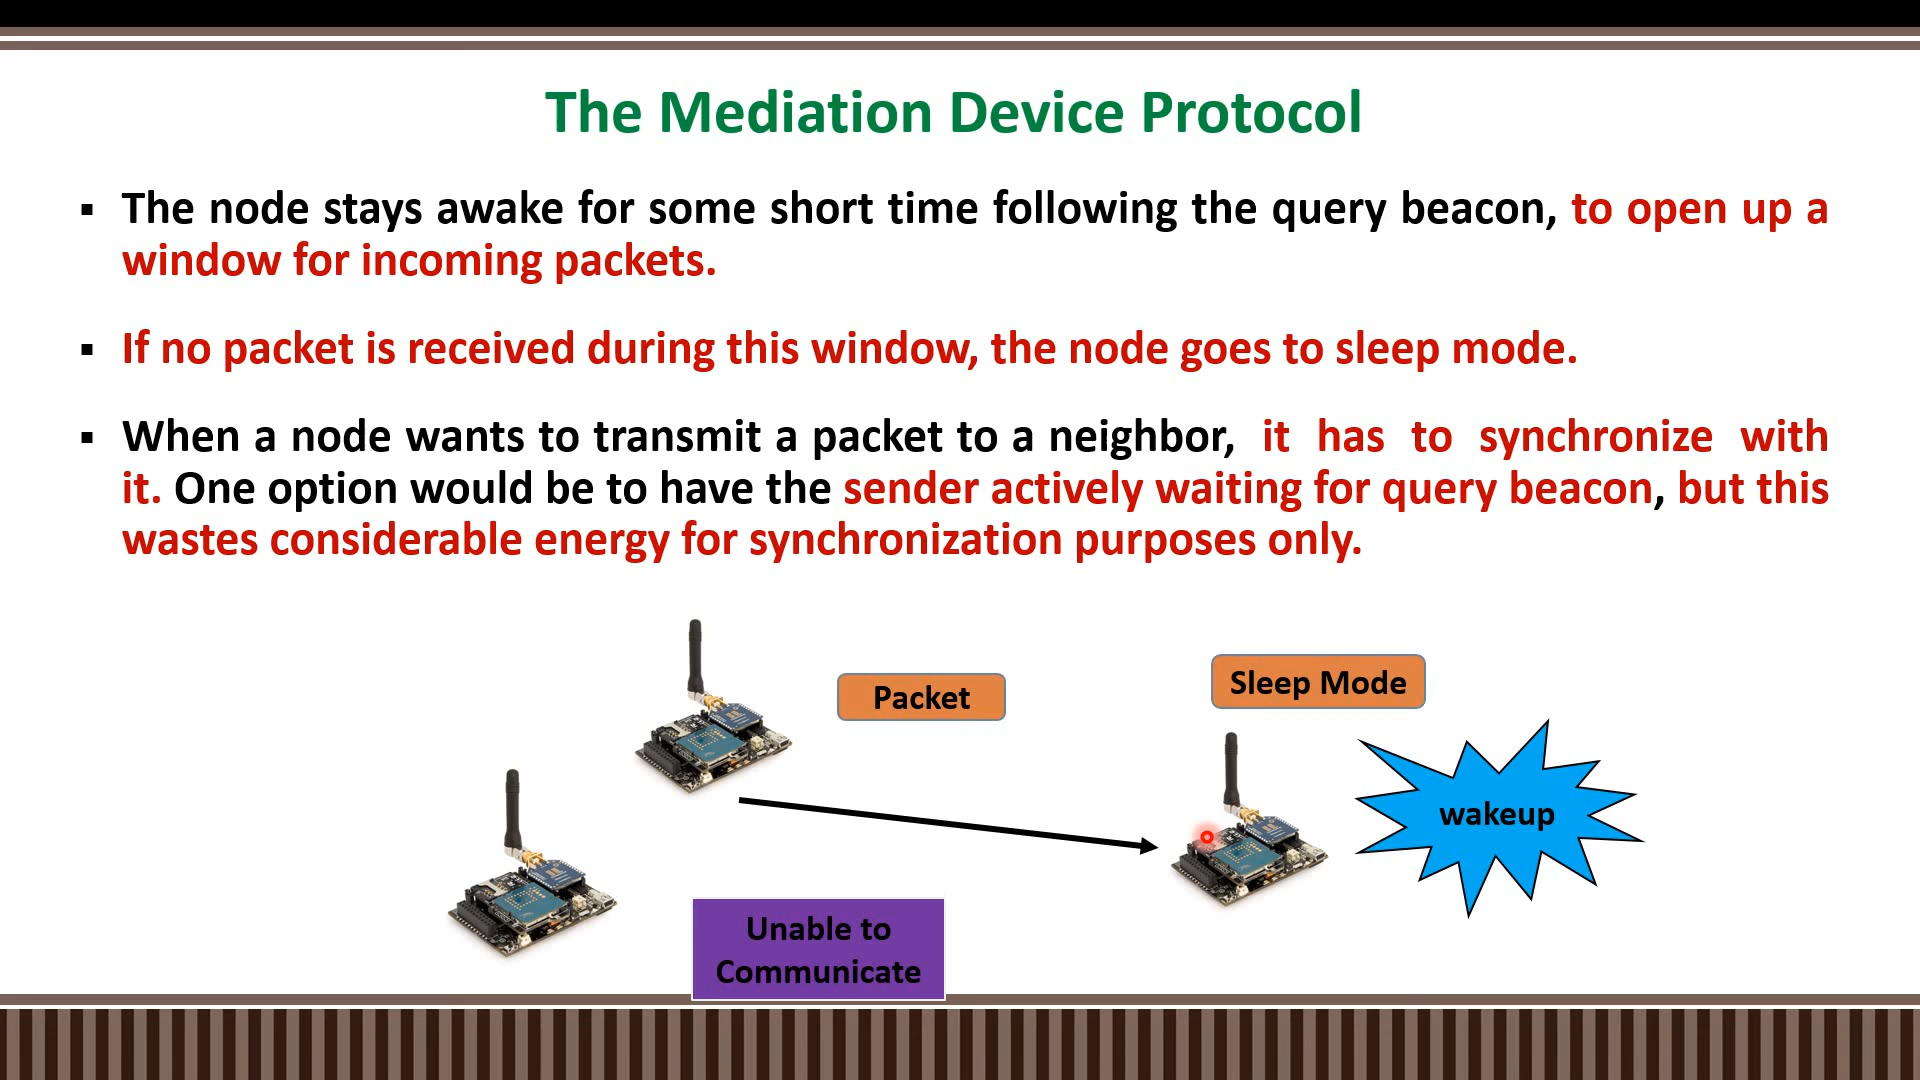 The Mediation Device Protocol
▪ The node stays awake for some short time following the query beacon, to open up a
window for incoming packets.
▪ If no packet is received during this window, the node goes to sleep mode.
▪ When a node wants to transmit a packet to a neighbor, it has to synchronize with
it. One option would be to have the sender actively waiting for query beacon, but this
wastes considerable energy for synchronization purposes only.
Packet
Sleep Mode
wakeup
Unable to
Communicate